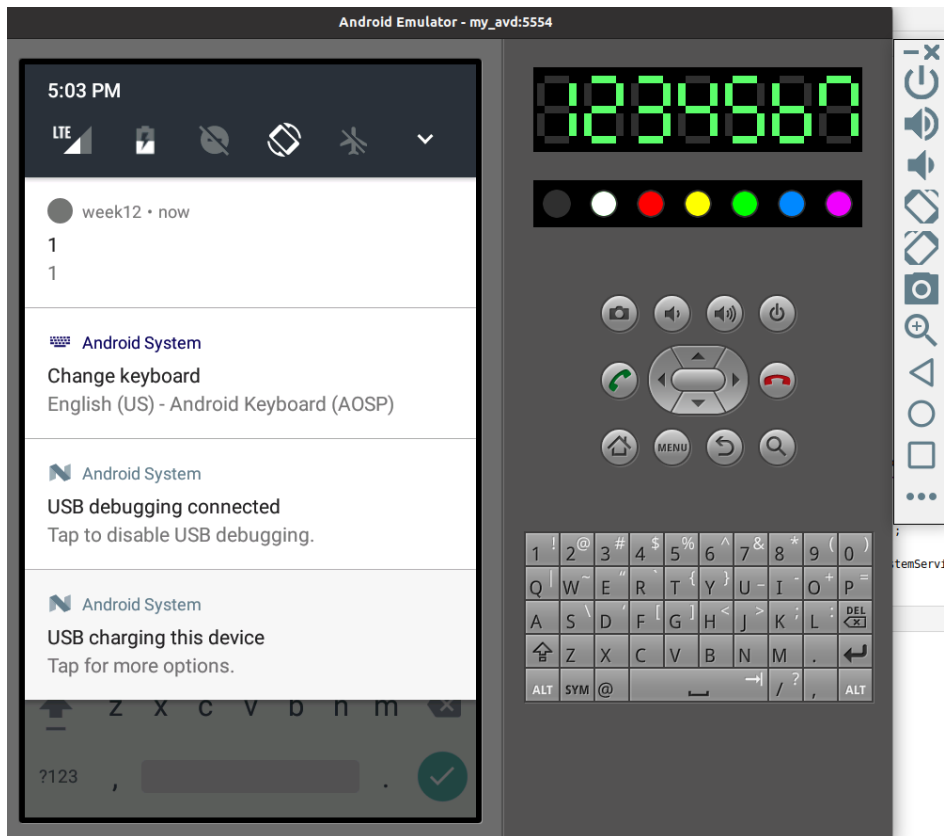 Android Emulator - my_avd:5554
5:03 PM
LTE
week12 • now
1
1
Android System
Change keyboard
English (US) - Android Keyboard (AOSP)
Android System
USB debugging connected
Tap to disable USB debugging.
Android System
USB charging this device
Tap for more options.
z x c v b n m
?123 , .
1234567
MENU
1 ! 2 @ 3 # 4 $ 5 % 6 ^ 7 & 8 * 9 ( 0 )
Q | W ~ E " R ` T { Y } U _ I - O + P =
A S \ D ' F [ G ] H < J > K ; L : DEL
Z X C V B N M .
ALT SYM @ / ? , ALT
;
temServi